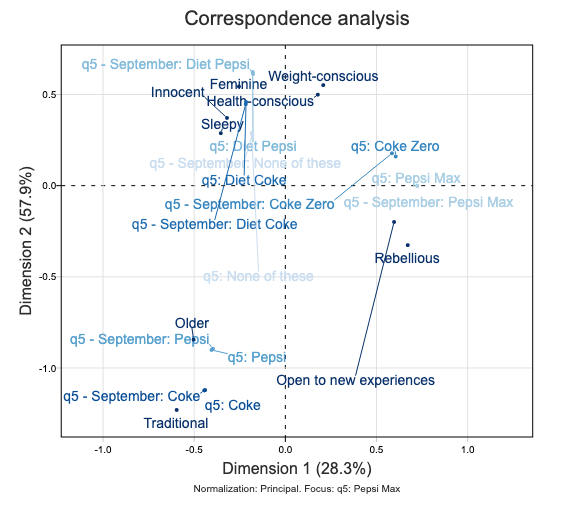 Correspondence analysis
q5 - September: Diet Pepsi
Weight-conscious
Feminine
Innocent
Health-conscious
Sleepy
q5: Diet Pepsi
q5: Coke Zero
q5 - September: None of these
q5: Diet Coke
q5: Pepsi Max
q5 - September: Coke Zero
q5 - September: Pepsi Max
q5 - September: Diet Coke
Rebellious
q5: None of these
Older
q5 - September: Pepsi
q5: Pepsi
Open to new experiences
q5 - September: Coke
q5: Coke
Traditional
0.5
0.0
-0.5
-1.0
Dimension 2 (57.9%)
-1.0 -0.5 0.0 0.5 1.0
Dimension 1 (28.3%)
Normalization: Principal. Focus: q5: Pepsi Max